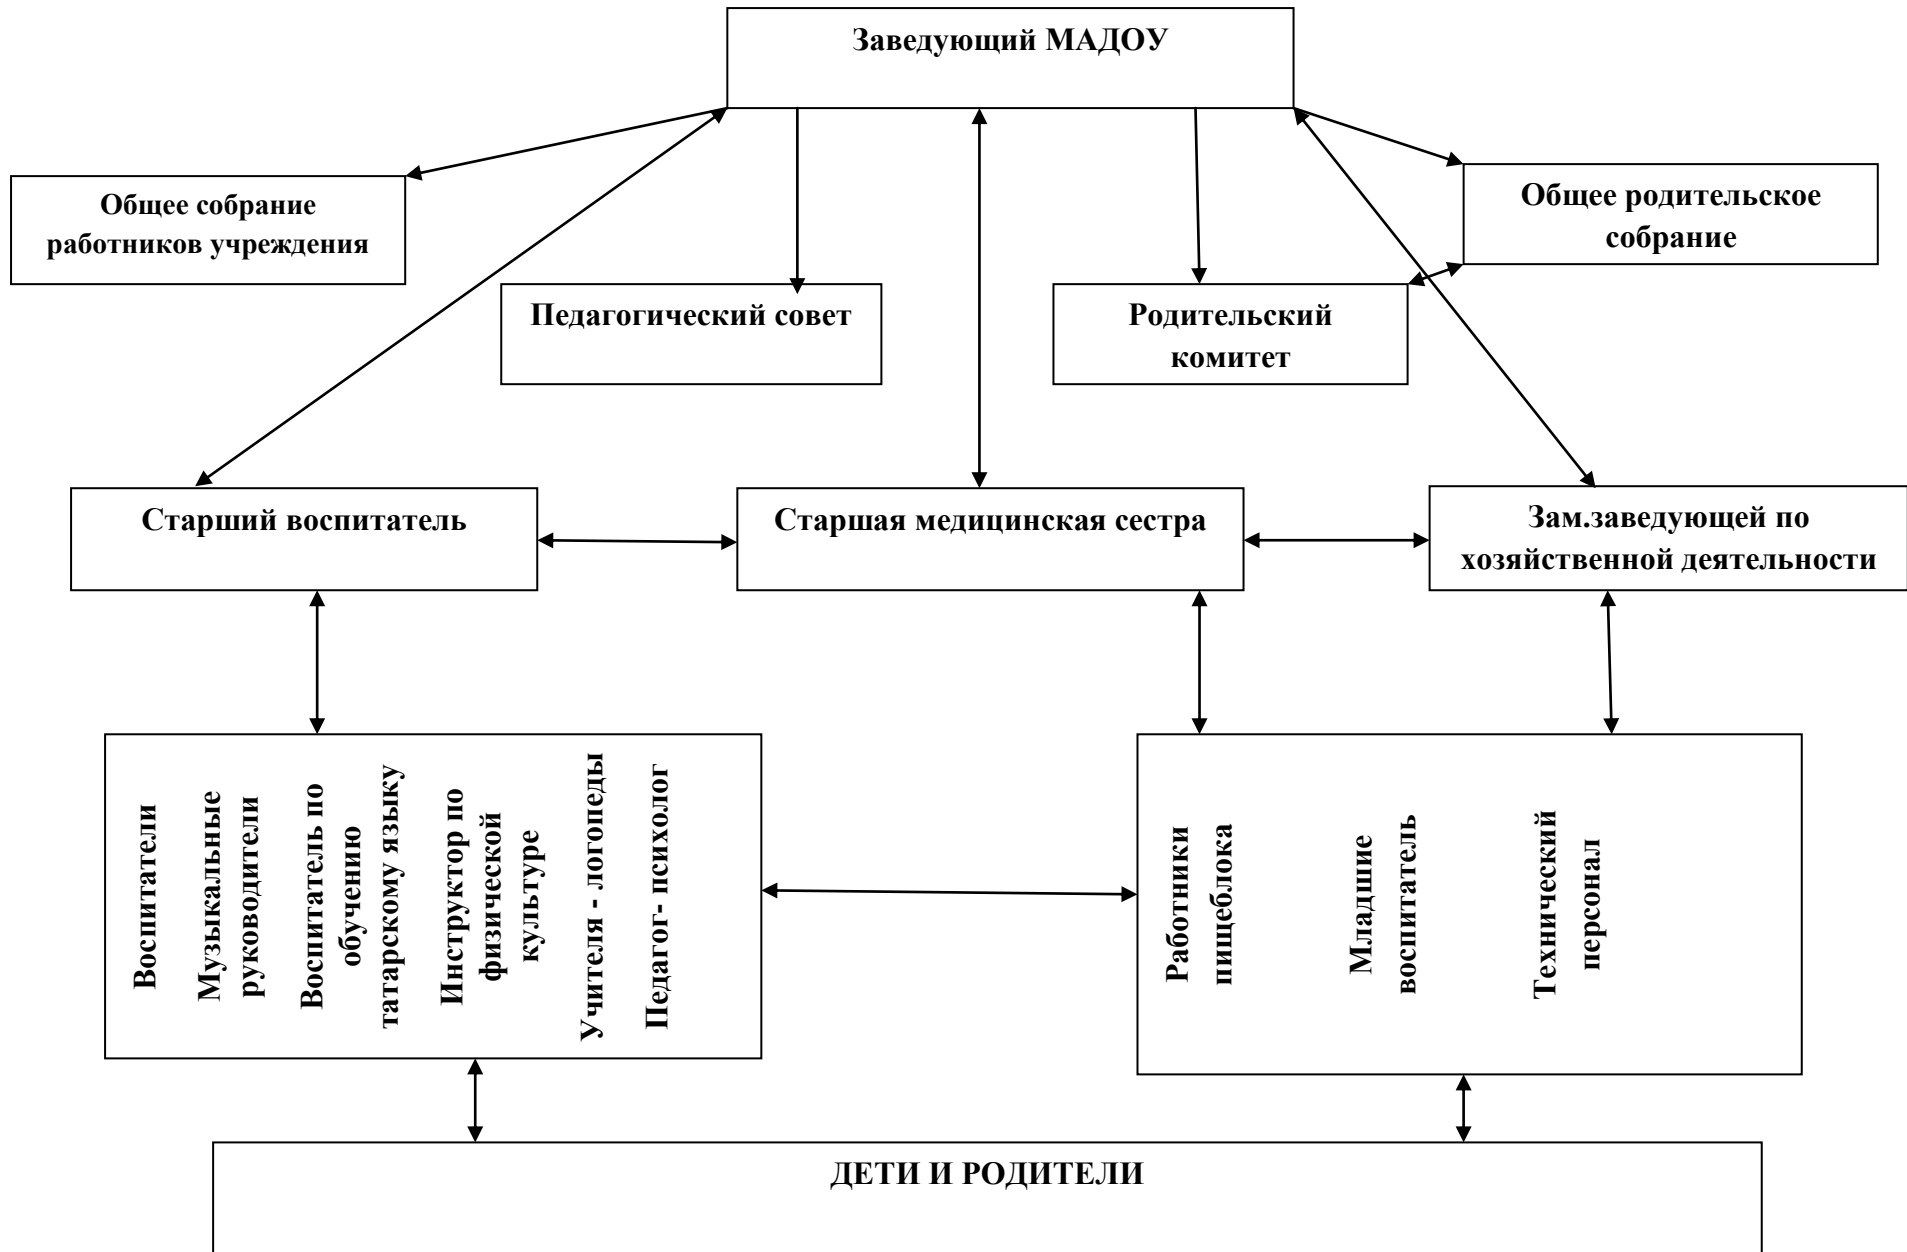 Заведующий МАДОУ
Общее собрание
работников учреждения
Общее родительское
собрание
Педагогический совет
Родительский
комитет
Старший воспитатель
Старшая медицинская сестра
Зам.заведующей по
хозяйственной деятельности
Воспитатели
Музыкальные
руководители
Воспитатель по
обучению
татарскому языку
Инструктор по
физической
культуре
Учителя - логопеды
Педагог- психолог
Работники
пищеблока
Младшие
воспитатель
Технический
персонал
ДЕТИ И РОДИТЕЛИ